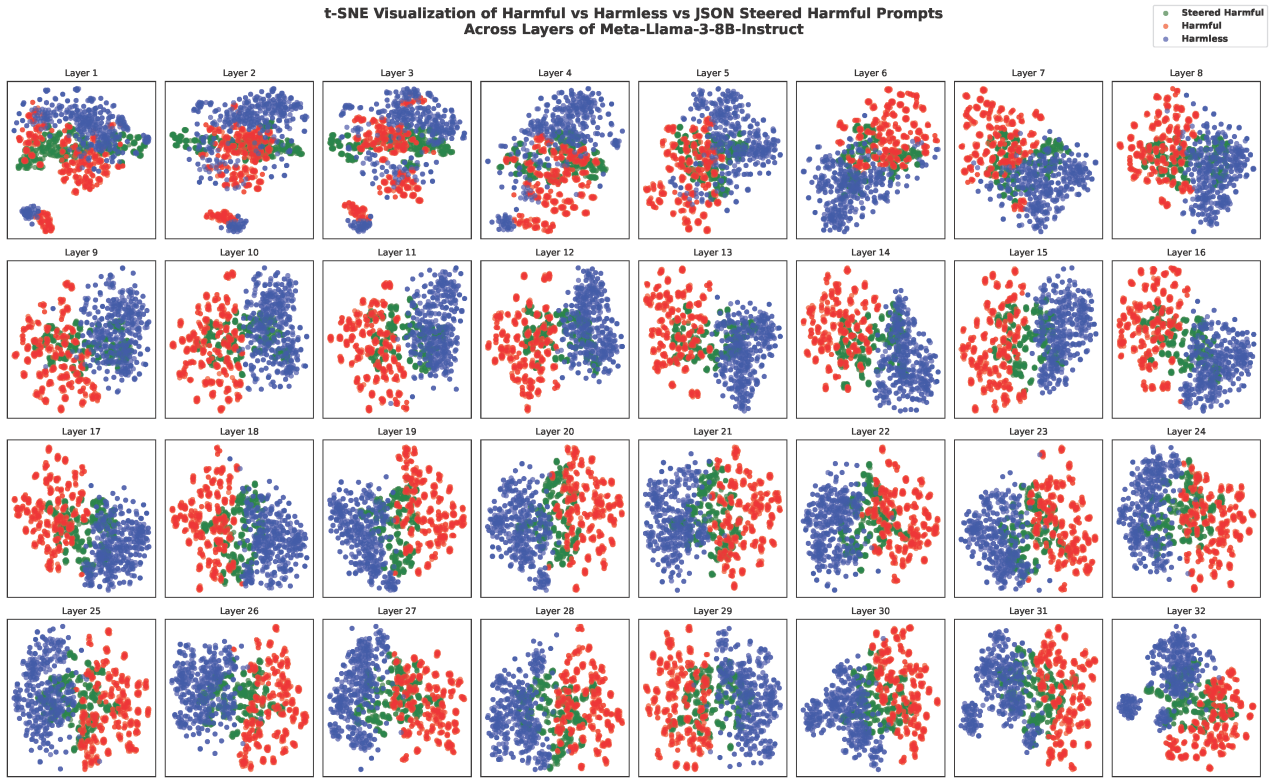 t-SNE Visualization of Harmful vs Harmless vs JSON Steered Harmful Prompts
Across Layers of Meta-Llama-3-8B-Instruct
Steered Harmful
Harmful
Harmless
Layer 1
Layer 2
Layer 3
Layer 4
Layer 5
Layer 6
Layer 7
Layer 8
Layer 9
Layer 10
Layer 11
Layer 12
Layer 13
Layer 14
Layer 15
Layer 16
Layer 17
Layer 18
Layer 19
Layer 20
Layer 21
Layer 22
Layer 23
Layer 24
Layer 25
Layer 26
Layer 27
Layer 28
Layer 29
Layer 30
Layer 31
Layer 32